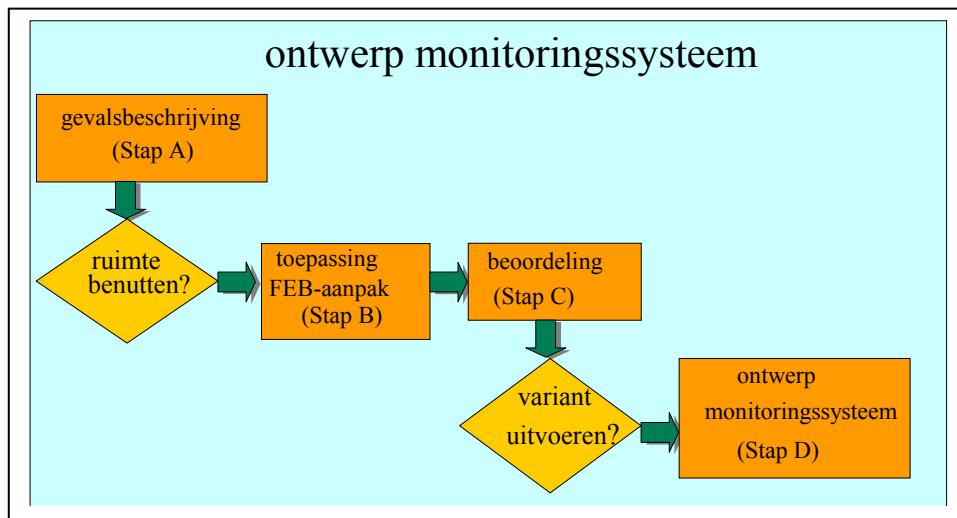 ontwerp monitoringssysteem
gevalsbeschrijving
(Stap A)
ruimte
benutten?
toepassing
FEB-aanpak
(Stap B)
beoordeling
(Stap C)
variant
uitvoeren?
ontwerp
monitoringssysteem
(Stap D)